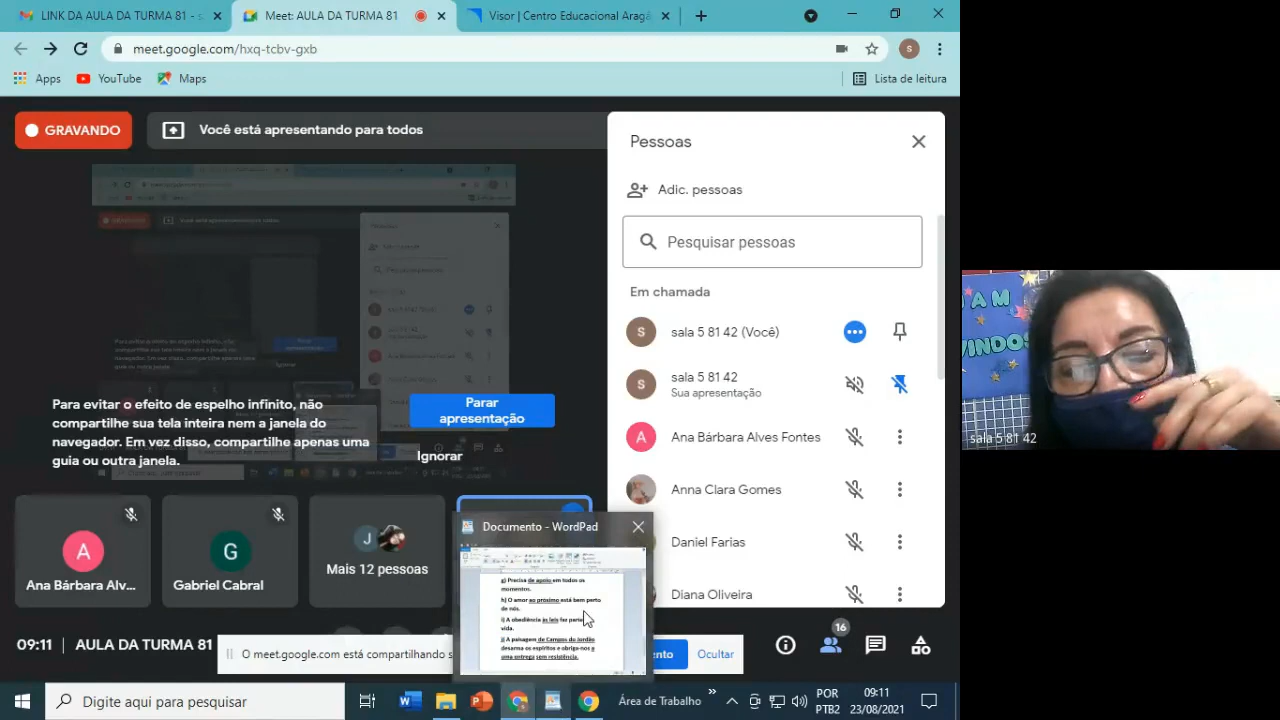 LINK DA AULA DA TURMA 81 - s
Meet: AULA DA TURMA 81
Visor | Centro Educacional Aragã
meet.google.com/hxq-tcbv-gxb
S
Apps
YouTube
Maps
Lista de leitura
GRAVANDO
Você está apresentando para todos
Pessoas
Adic. pessoas
Pesquisar pessoas
Em chamada
S
sala 5 81 42 (Você)
S
sala 5 81 42
Sua apresentação
A
Ana Bárbara Alves Fontes
Anna Clara Gomes
Daniel Farias
Diana Oliveira
Para evitar o efeito de espelho infinito, não
compartilhe sua tela inteira nem a janela do
navegador. Em vez disso, compartilhe apenas uma
guia ou outra janela.
Parar
apresentação
Ignorar
A
Ana Bárbara Alv...
G
Gabriel Cabral
J
Mais 12 pessoas
Documento - WordPad
g) Precisa de apoio em todos os
momentos.
h) O amor ao próximo está bem perto
de nós.
i) A obediência às leis faz parte
vida.
j) A paisagem de Campos do Jordão
desarma os espíritos e obriga-nos a
uma entrega sem resistência.
09:11
AULA DA TURMA 81
16
O meet.google.com está compartilhando s
Ocultar
Digite aqui para pesquisar
Área de Trabalho
POR
PTB2
09:11
23/08/2021
sala 5 81 42